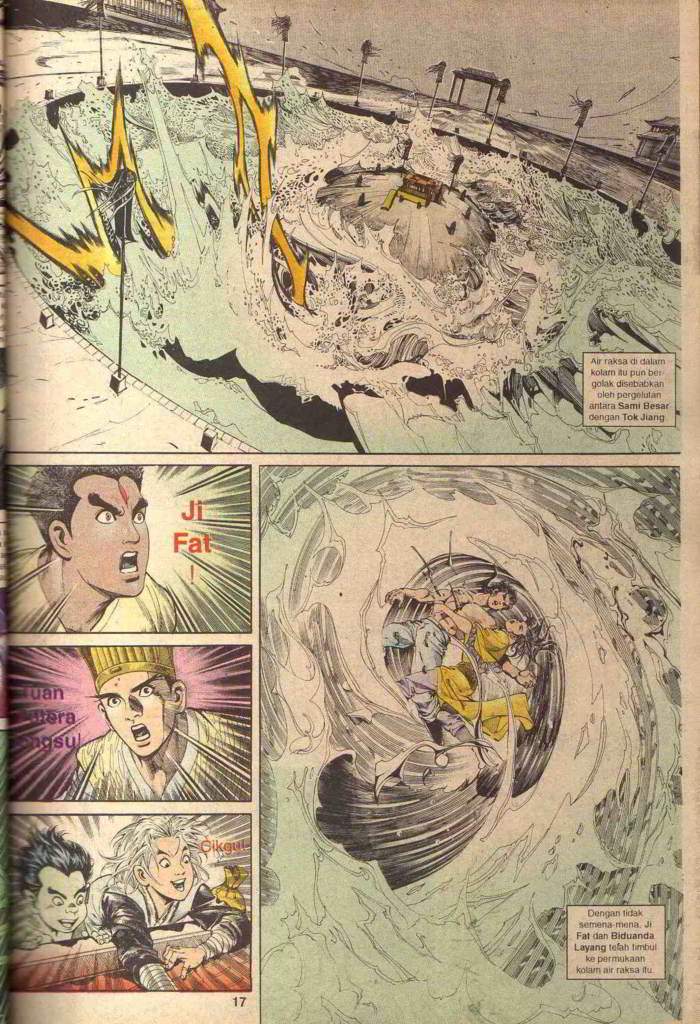 Air raksa di dalam
kolam itu pun ber-
golak disebabkan
oleh pergelutan
antara Sami Besar
dengan Tok Jiang.
Ji
Fat
!
Tuan
Putera
ongsu!
Cikgu!
Dengan tidak
semena-mena, Ji
Fat dan Biduanda
Layang telah timbul
ke permukaan
kolam air raksa itu.
17